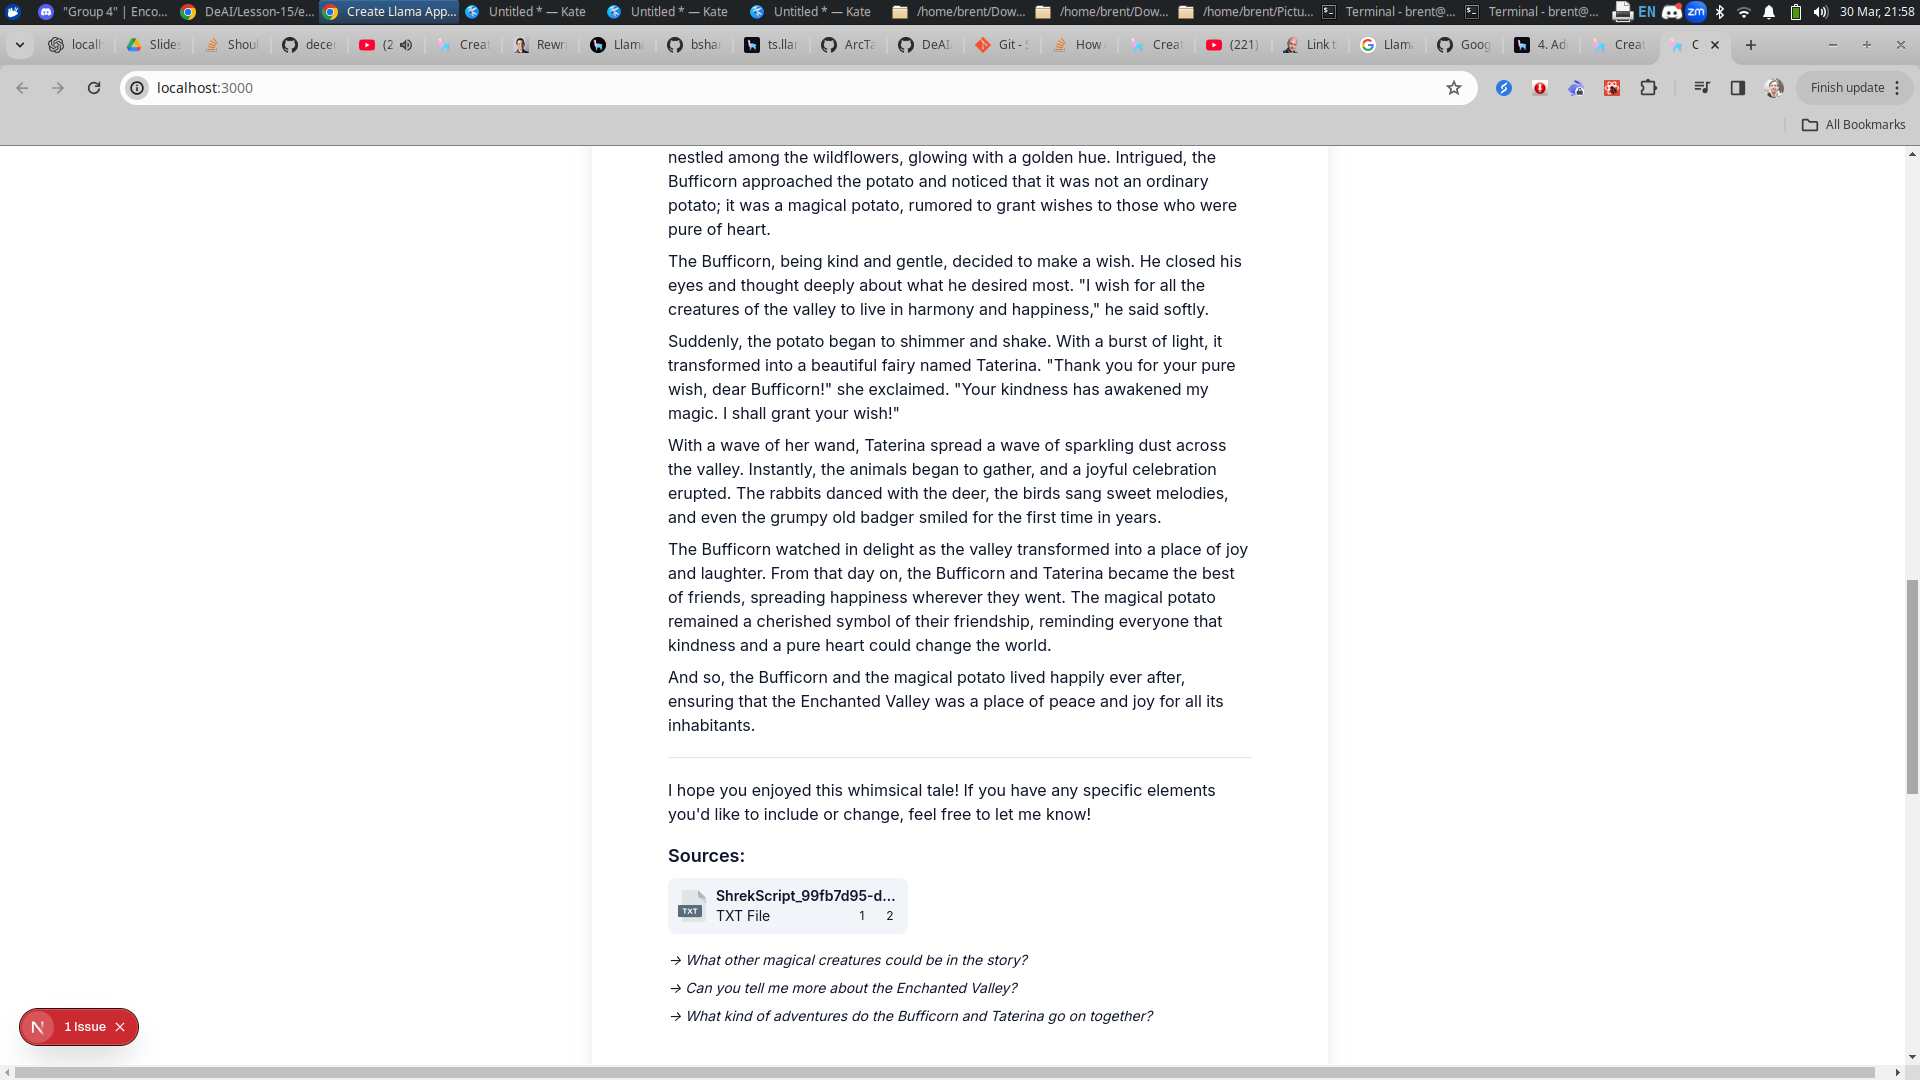 "Group 4" | Enco...
DeAI/Lesson-15/e...
Create Llama App...
Untitled * — Kate
Untitled * — Kate
Untitled * — Kate
/home/brent/Dow...
/home/brent/Dow...
/home/brent/Pictu...
Terminal - brent@...
Terminal - brent@...
EN
zm
30 Mar, 21:58
locall
Slides
Shoul
decer
(2
Creat
Rewri
Llama
bshar
ts.llar
ArcTa
DeAI
Git - S
How
Creat
(221)
Link t
Llama
Goog
4. Ad
Creat
C
localhost:3000
Finish update
All Bookmarks
nestled among the wildflowers, glowing with a golden hue. Intrigued, the
Bufficorn approached the potato and noticed that it was not an ordinary
potato; it was a magical potato, rumored to grant wishes to those who were
pure of heart.
The Bufficorn, being kind and gentle, decided to make a wish. He closed his
eyes and thought deeply about what he desired most. "I wish for all the
creatures of the valley to live in harmony and happiness," he said softly.
Suddenly, the potato began to shimmer and shake. With a burst of light, it
transformed into a beautiful fairy named Taterina. "Thank you for your pure
wish, dear Bufficorn!" she exclaimed. "Your kindness has awakened my
magic. I shall grant your wish!"
With a wave of her wand, Taterina spread a wave of sparkling dust across
the valley. Instantly, the animals began to gather, and a joyful celebration
erupted. The rabbits danced with the deer, the birds sang sweet melodies,
and even the grumpy old badger smiled for the first time in years.
The Bufficorn watched in delight as the valley transformed into a place of joy
and laughter. From that day on, the Bufficorn and Taterina became the best
of friends, spreading happiness wherever they went. The magical potato
remained a cherished symbol of their friendship, reminding everyone that
kindness and a pure heart could change the world.
And so, the Bufficorn and the magical potato lived happily ever after,
ensuring that the Enchanted Valley was a place of peace and joy for all its
inhabitants.
I hope you enjoyed this whimsical tale! If you have any specific elements
you'd like to include or change, feel free to let me know!
Sources:
ShrekScript_99fb7d95-d...
TXT
TXT File
1 2
→ What other magical creatures could be in the story?
→ Can you tell me more about the Enchanted Valley?
→ What kind of adventures do the Bufficorn and Taterina go on together?
N 1 Issue